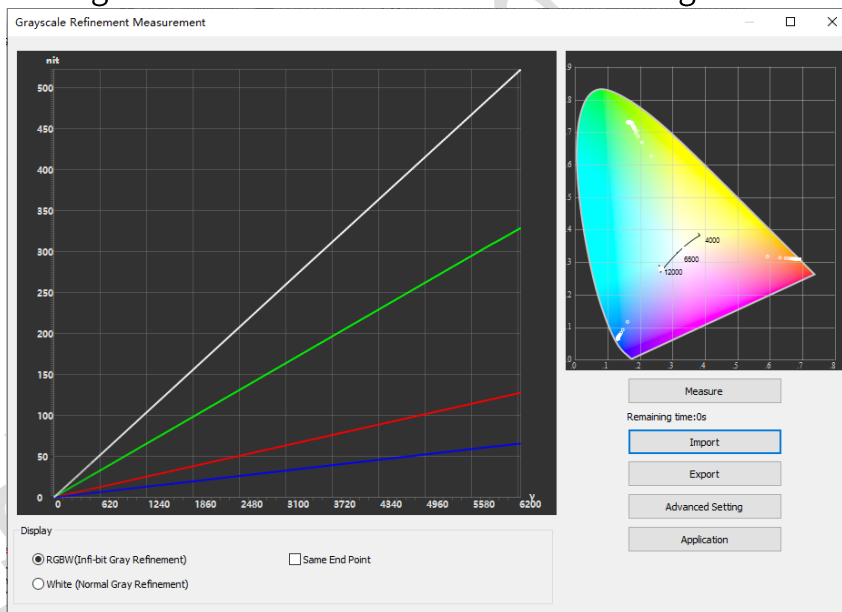 Grayscale Refinement Measurement
nit
500
450
400
350
300
250
200
150
100
50
0
0 620 1240 1860 2480 3100 3720 4340 4960 5580 6200
y
.9
.8
.7
.6
.5
.4
.3
.2
.1
.0
.0 .1 .2 .3 .4 .5 .6 .7 .8
4000
6500
12000
Measure
Remaining time:0s
Import
Export
Advanced Setting
Application
Display
RGBW(Infi-bit Gray Refinement)
Same End Point
White (Normal Gray Refinement)